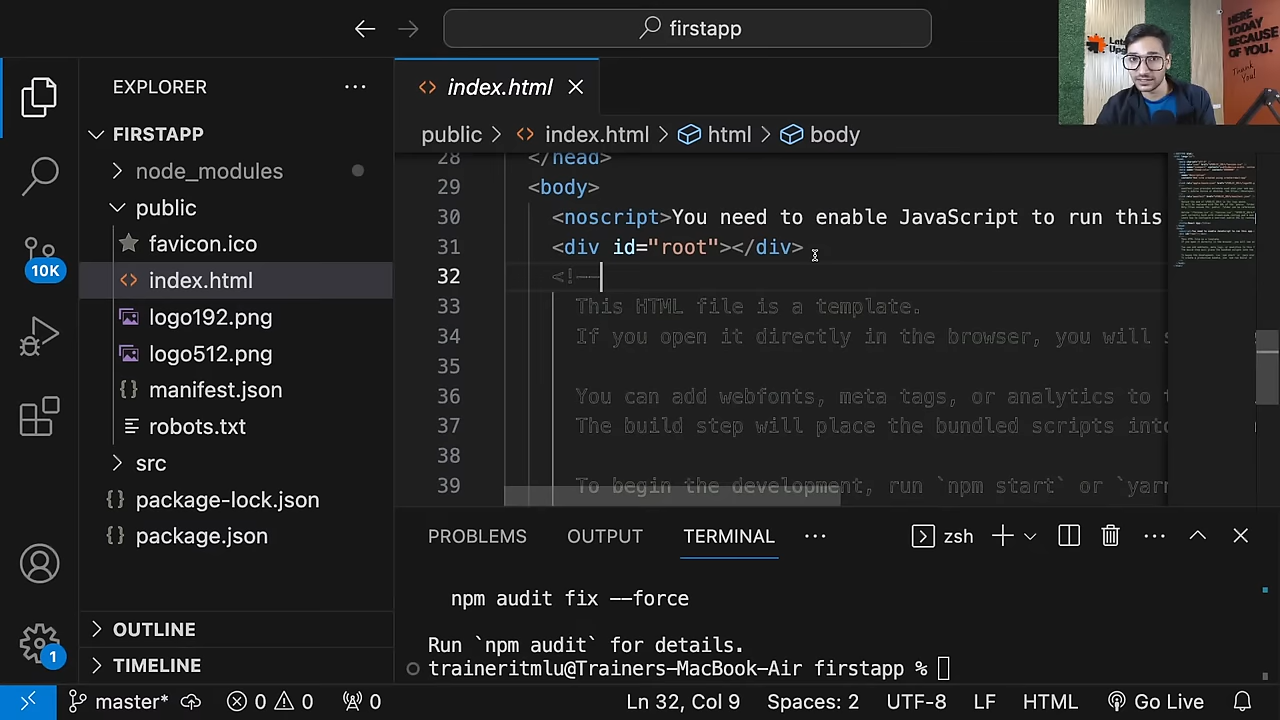 firstapp
HERE
TODAY
BECAUSE
OF YOU.
Thank
You!
EXPLORER
FIRSTAPP
node_modules
public
favicon.ico
index.html
logo192.png
logo512.png
manifest.json
robots.txt
src
package-lock.json
package.json
OUTLINE
TIMELINE
10K
1
index.html
public > index.html > html > body
28 </head>
29 <body>
30 <noscript>You need to enable JavaScript to run this
31 <div id="root"></div>
32 <!--
33 This HTML file is a template.
34 If you open it directly in the browser, you will s
35
36 You can add webfonts, meta tags, or analytics to t
37 The build step will place the bundled scripts into
38
39 To begin the development, run `npm start` or `yarn
PROBLEMS OUTPUT TERMINAL
zsh
npm audit fix --force
Run `npm audit` for details.
traineritmlu@Trainers-MacBook-Air firstapp %
master* 0 0 0 Ln 32, Col 9 Spaces: 2 UTF-8 LF HTML Go Live